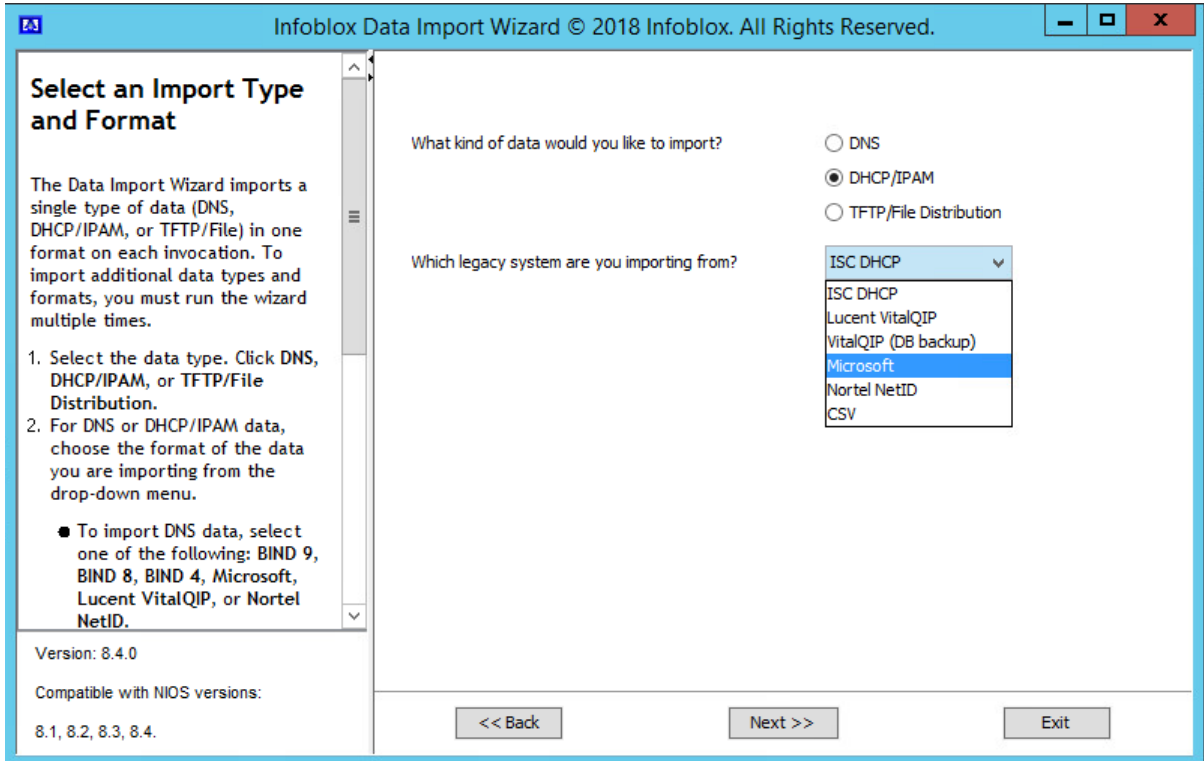 Infoblox Data Import Wizard © 2018 Infoblox. All Rights Reserved.
Select an Import Type
and Format
The Data Import Wizard imports a
single type of data (DNS,
DHCP/IPAM, or TFTP/File) in one
format on each invocation. To
import additional data types and
formats, you must run the wizard
multiple times.
1. Select the data type. Click DNS,
DHCP/IPAM, or TFTP/File
Distribution.
2. For DNS or DHCP/IPAM data,
choose the format of the data
you are importing from the
drop-down menu.
● To import DNS data, select
one of the following: BIND 9,
BIND 8, BIND 4, Microsoft,
Lucent VitalQIP, or Nortel
NetID.
Version: 8.4.0
Compatible with NIOS versions:
8.1, 8.2, 8.3, 8.4.
What kind of data would you like to import?
DNS
DHCP/IPAM
TFTP/File Distribution
Which legacy system are you importing from?
ISC DHCP
ISC DHCP
Lucent VitalQIP
VitalQIP (DB backup)
Microsoft
Nortel NetID
CSV
<< Back
Next >>
Exit